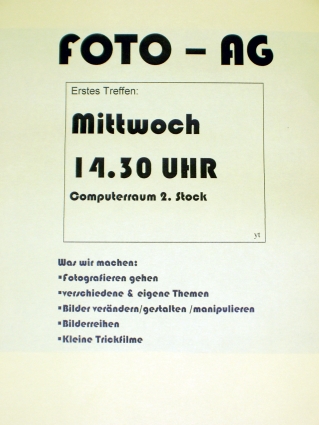 FOTO – AG
Erstes Treffen:
Mittwoch
14.30 UHR
Computerraum 2. Stock
yt
Was wir machen:
▪Fotografieren gehen
▪verschiedene & eigene Themen
▪Bilder verändern/gestalten /manipulieren
▪Bilderreihen
▪Kleine Trickfilme